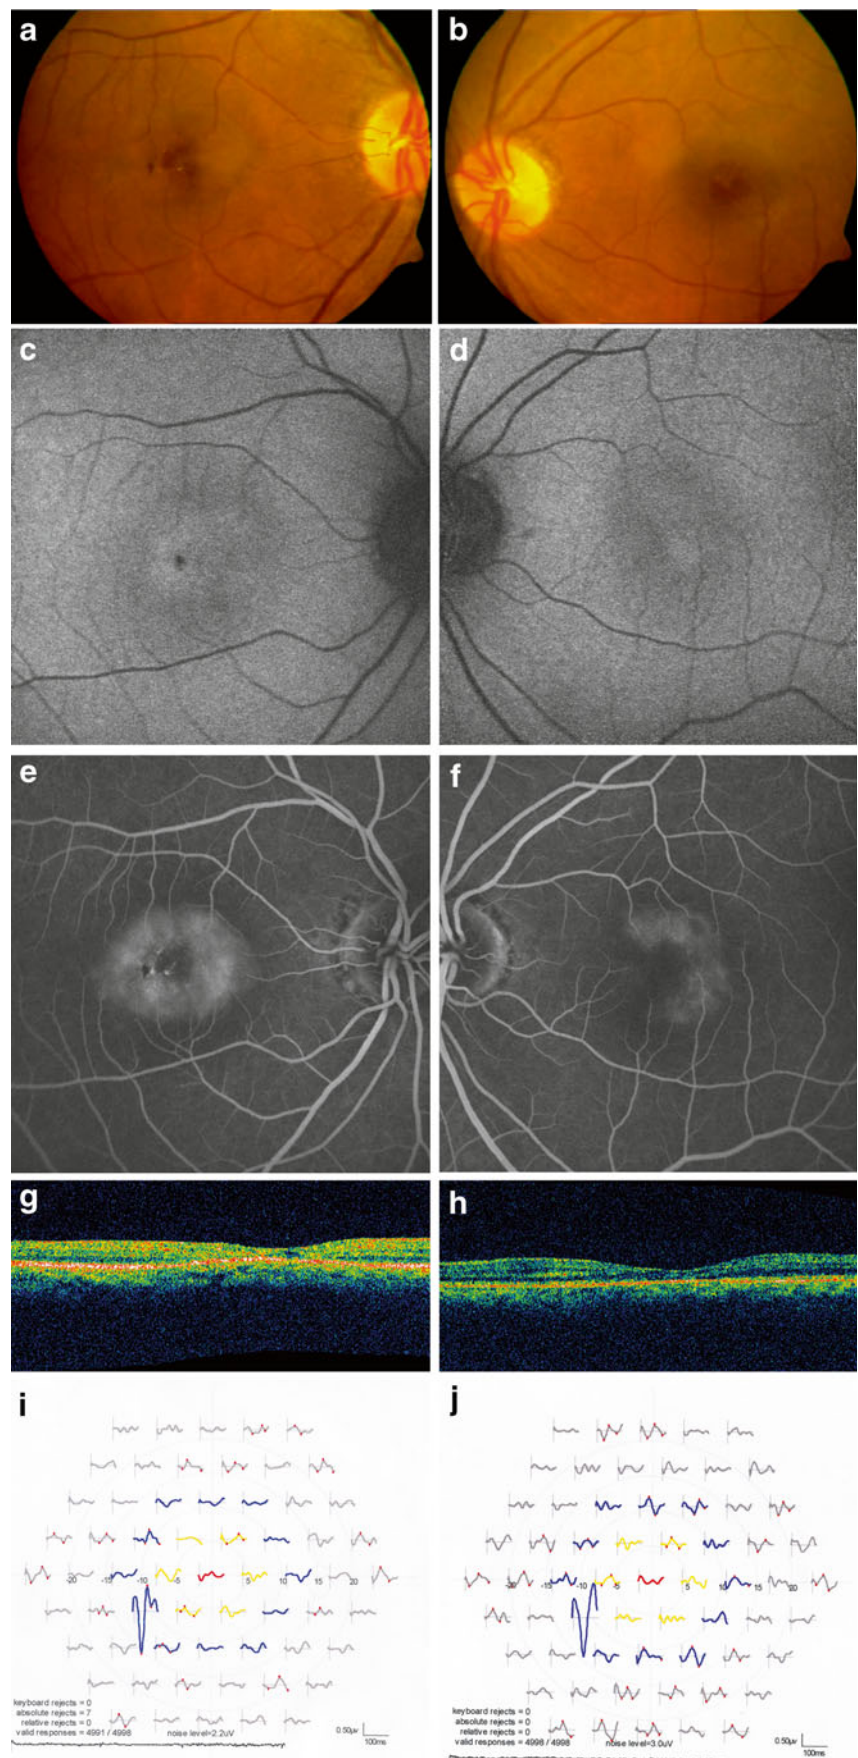 a
b
c
d
e
f
g
h
i
-20 -15 -10 -5 5 10 15 20
keyboard rejects = 0
absolute rejects = 7
relative rejects = 0
valid responses = 4991 / 4998
noise level=2.2uV
0.50μv
100ms
j
-20 -15 -10 -5 5 10 15 20
keyboard rejects = 0
absolute rejects = 0
relative rejects = 0
valid responses = 4998 / 4998
noise level=3.0uV
0.50μv
100ms